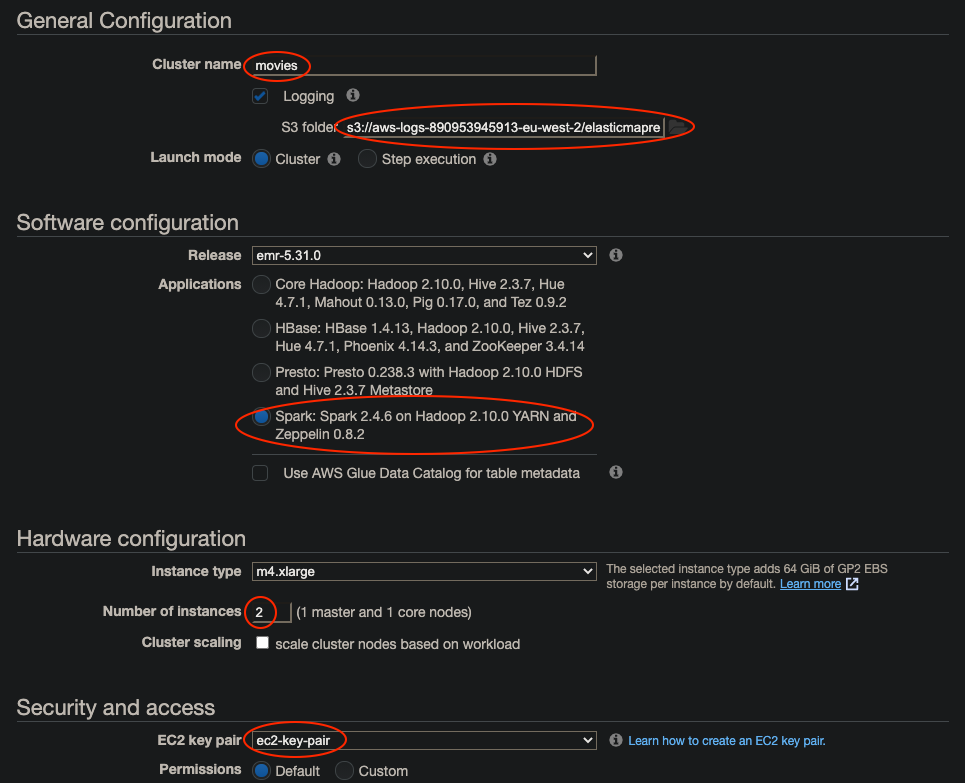 General Configuration
Cluster name movies
Logging
S3 folder s3://aws-logs-890953945913-eu-west-2/elasticmapre
Launch mode Cluster Step execution
Software configuration
Release emr-5.31.0
Applications Core Hadoop: Hadoop 2.10.0, Hive 2.3.7, Hue
4.7.1, Mahout 0.13.0, Pig 0.17.0, and Tez 0.9.2
HBase: HBase 1.4.13, Hadoop 2.10.0, Hive 2.3.7,
Hue 4.7.1, Phoenix 4.14.3, and ZooKeeper 3.4.14
Presto: Presto 0.238.3 with Hadoop 2.10.0 HDFS
and Hive 2.3.7 Metastore
Spark: Spark 2.4.6 on Hadoop 2.10.0 YARN and
Zeppelin 0.8.2
Use AWS Glue Data Catalog for table metadata
Hardware configuration
Instance type m4.xlarge The selected instance type adds 64 GiB of GP2 EBS
storage per instance by default. Learn more
Number of instances 2 (1 master and 1 core nodes)
Cluster scaling scale cluster nodes based on workload
Security and access
EC2 key pair ec2-key-pair Learn how to create an EC2 key pair.
Permissions Default Custom